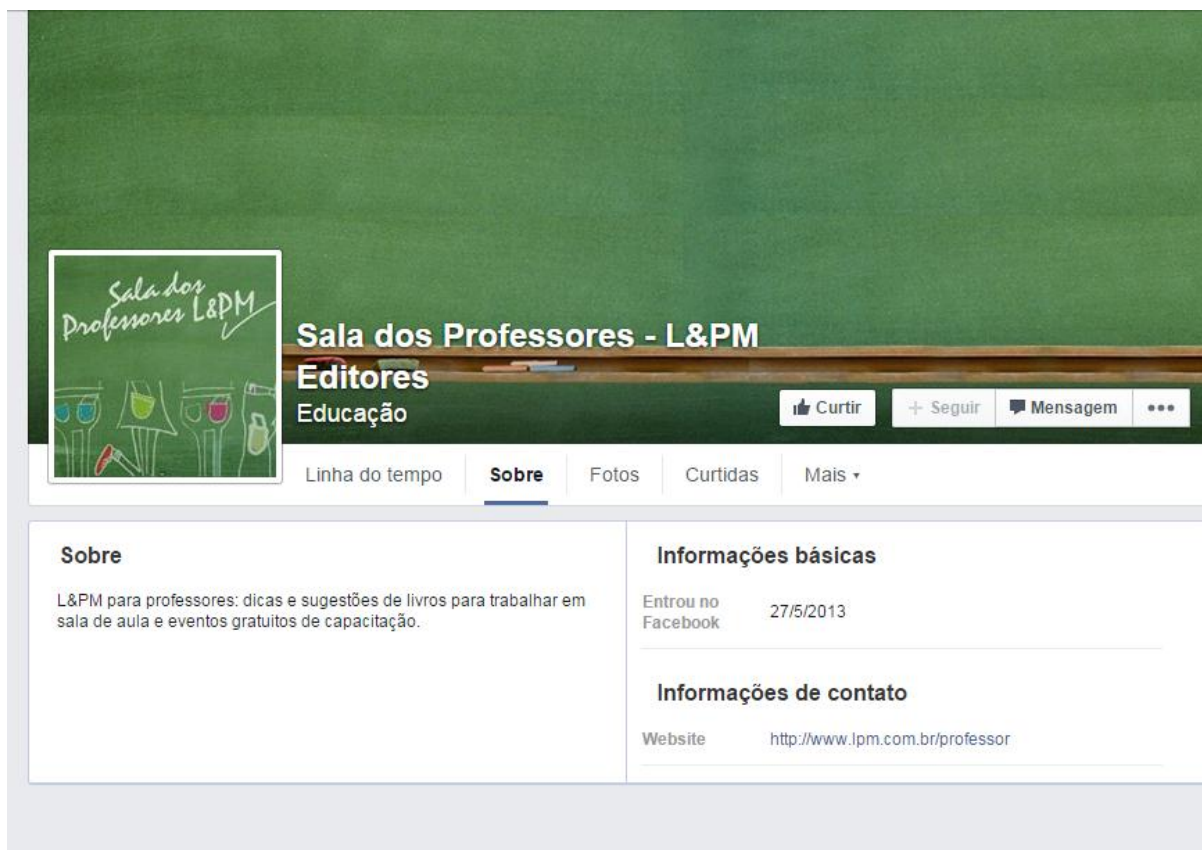 Sala dos
Professores L&PM
Sala dos Professores - L&PM
Editores
Educação
Curtir
+ Seguir
Mensagem
Linha do tempo
Sobre
Fotos
Curtidas
Mais
Sobre
L&PM para professores: dicas e sugestões de livros para trabalhar em
sala de aula e eventos gratuitos de capacitação.
Informações básicas
Entrou no
Facebook
27/5/2013
Informações de contato
Website
http://www.lpm.com.br/professor